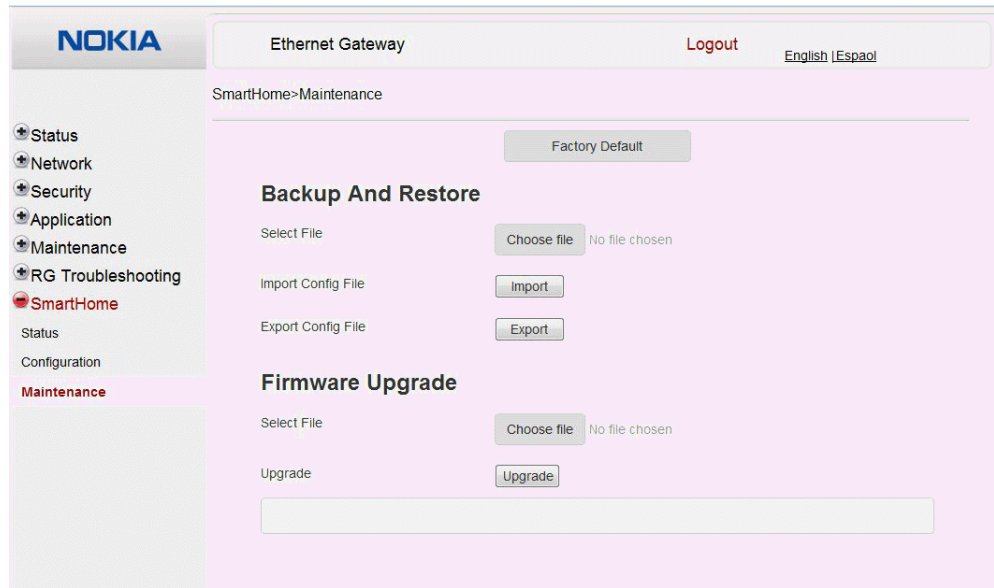 NOKIA
Ethernet Gateway
Logout
English | Espaol
SmartHome>Maintenance
Status
Network
Security
Application
Maintenance
RG Troubleshooting
SmartHome
Status
Configuration
Maintenance
Factory Default
Backup And Restore
Select File
Choose file No file chosen
Import Config File
Import
Export Config File
Export
Firmware Upgrade
Select File
Choose file No file chosen
Upgrade
Upgrade